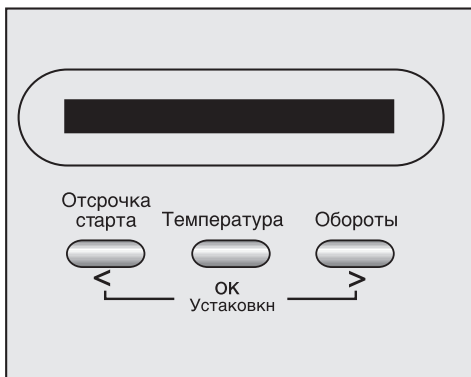 Отсрочка
старта Температура Обороты
< >
OK
Установкн